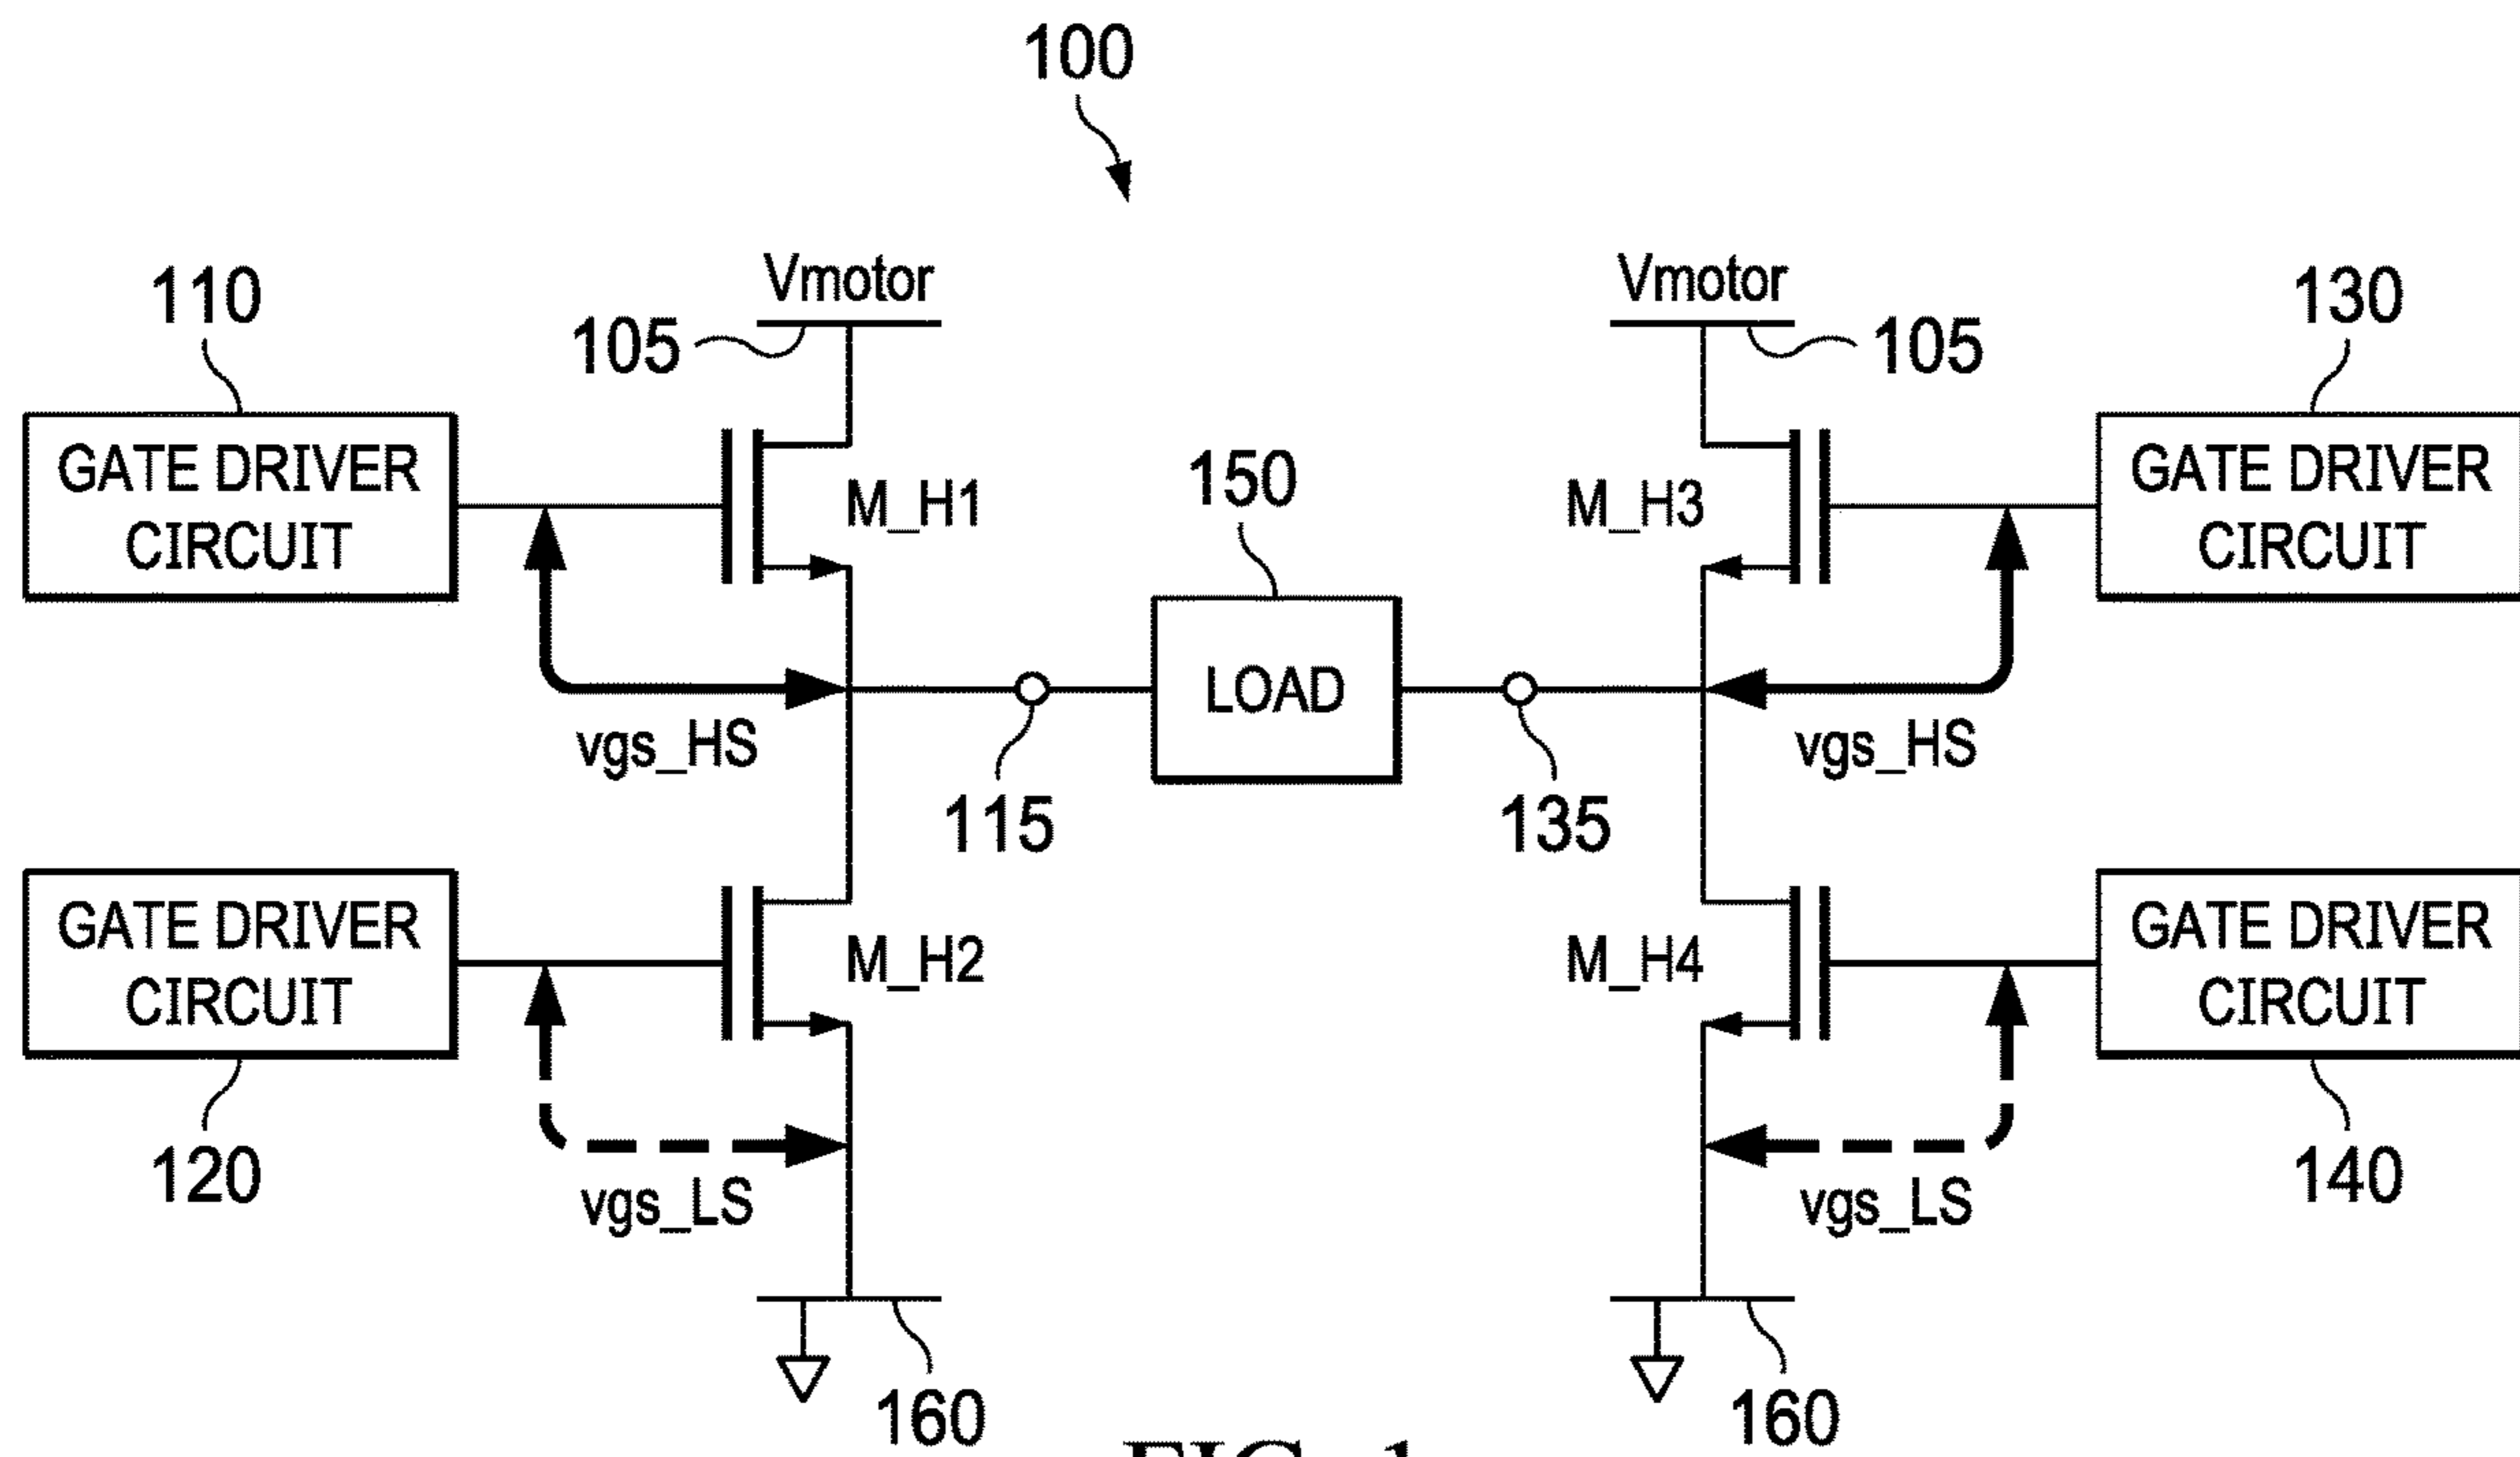 100
Vmotor
Vmotor
110
105
105
130
GATE DRIVER
CIRCUIT
M_H1
150
M_H3
GATE DRIVER
CIRCUIT
LOAD
vgs_HS
vgs_HS
115
135
GATE DRIVER
CIRCUIT
M_H2
M_H4
GATE DRIVER
CIRCUIT
120
vgs_LS
vgs_LS
140
160
160